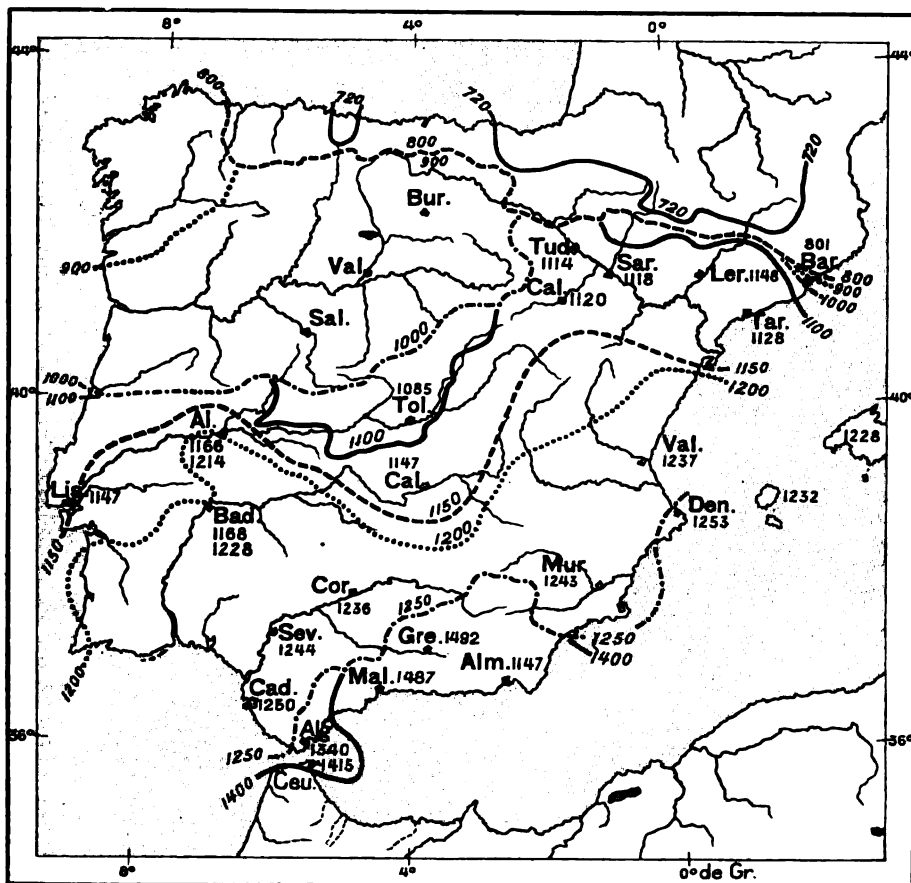 8° 4° 0°
44° 44°
800
720
720
720
800
900
Bur.
720
900
Tud.
1114
801
Bar.
Val.
Sar.
1118
Ler. 1148
800
900
1000
Cal.
1120
1100
Sal.
1000
Tar.
1128
1000
1100
1150
1200
40° 40°
1085
Tol.
Al.
1166
1214
1100
1228
1147
Cal.
Val.
1237
Lis. 1147
1150
1232
Bad.
1168
1228
1200
Den.
1253
1150
Mur.
1243
Cor.
1236
1250
Sev.
1244
Gre. 1492
1250
1400
Alm. 1147
1200
Mal. 1487
Cad.
1250
36° 36°
Alg.
1340
1250
1415
1400
Ceu.
8° 4° 0° de Gr.